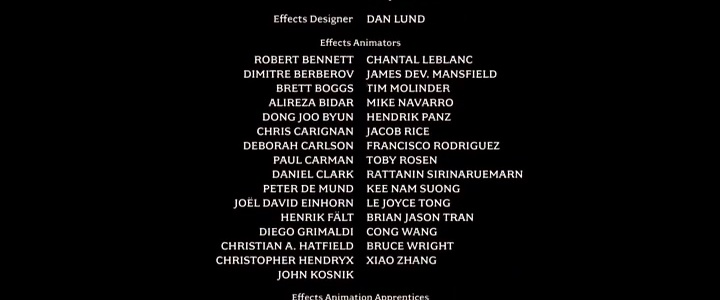 Effects Designer DAN LUND
Effects Animators
ROBERT BENNETT CHANTAL LEBLANC
DIMITRE BERBEROV JAMES DEV. MANSFIELD
BRETT BOGGS TIM MOLINDER
ALIREZA BIDAR MIKE NAVARRO
DONG JOO BYUN HENDRIK PANZ
CHRIS CARIGNAN JACOB RICE
DEBORAH CARLSON FRANCISCO RODRIGUEZ
PAUL CARMAN TOBY ROSEN
DANIEL CLARK RATTANIN SIRINARUEMARN
PETER DE MUND KEE NAM SUONG
JOËL DAVID EINHORN LE JOYCE TONG
HENRIK FÄLT BRIAN JASON TRAN
DIEGO GRIMALDI CONG WANG
CHRISTIAN A. HATFIELD BRUCE WRIGHT
CHRISTOPHER HENDRYX XIAO ZHANG
JOHN KOSNIK
Effects Animation Apprentices